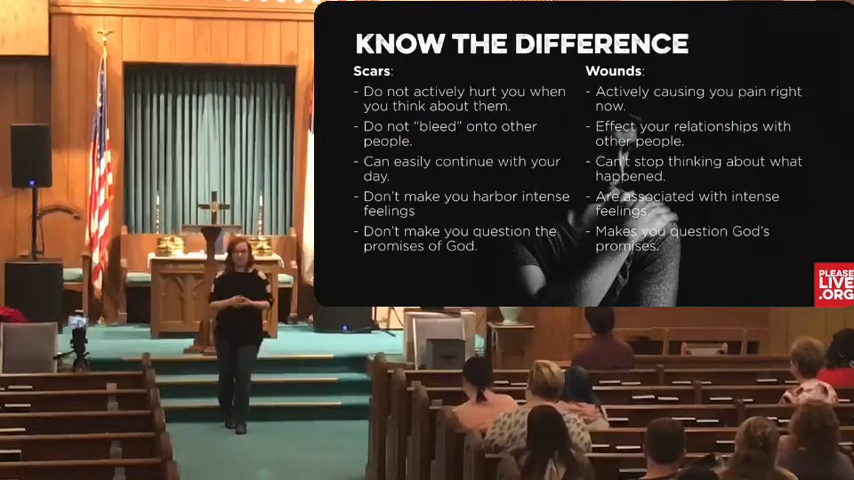 KNOW THE DIFFERENCE
Scars:
- Do not actively hurt you when
you think about them.
- Do not "bleed" onto other
people.
- Can easily continue with your
day.
- Don't make you harbor intense
feelings
- Don't make you question the
promises of God.
Wounds:
- Actively causing you pain right
now.
- Effect your relationships with
other people.
- Can't stop thinking about what
happened.
- Are associated with intense
feelings.
- Makes you question God's
promises.
PLEASE
LIVE
.ORG